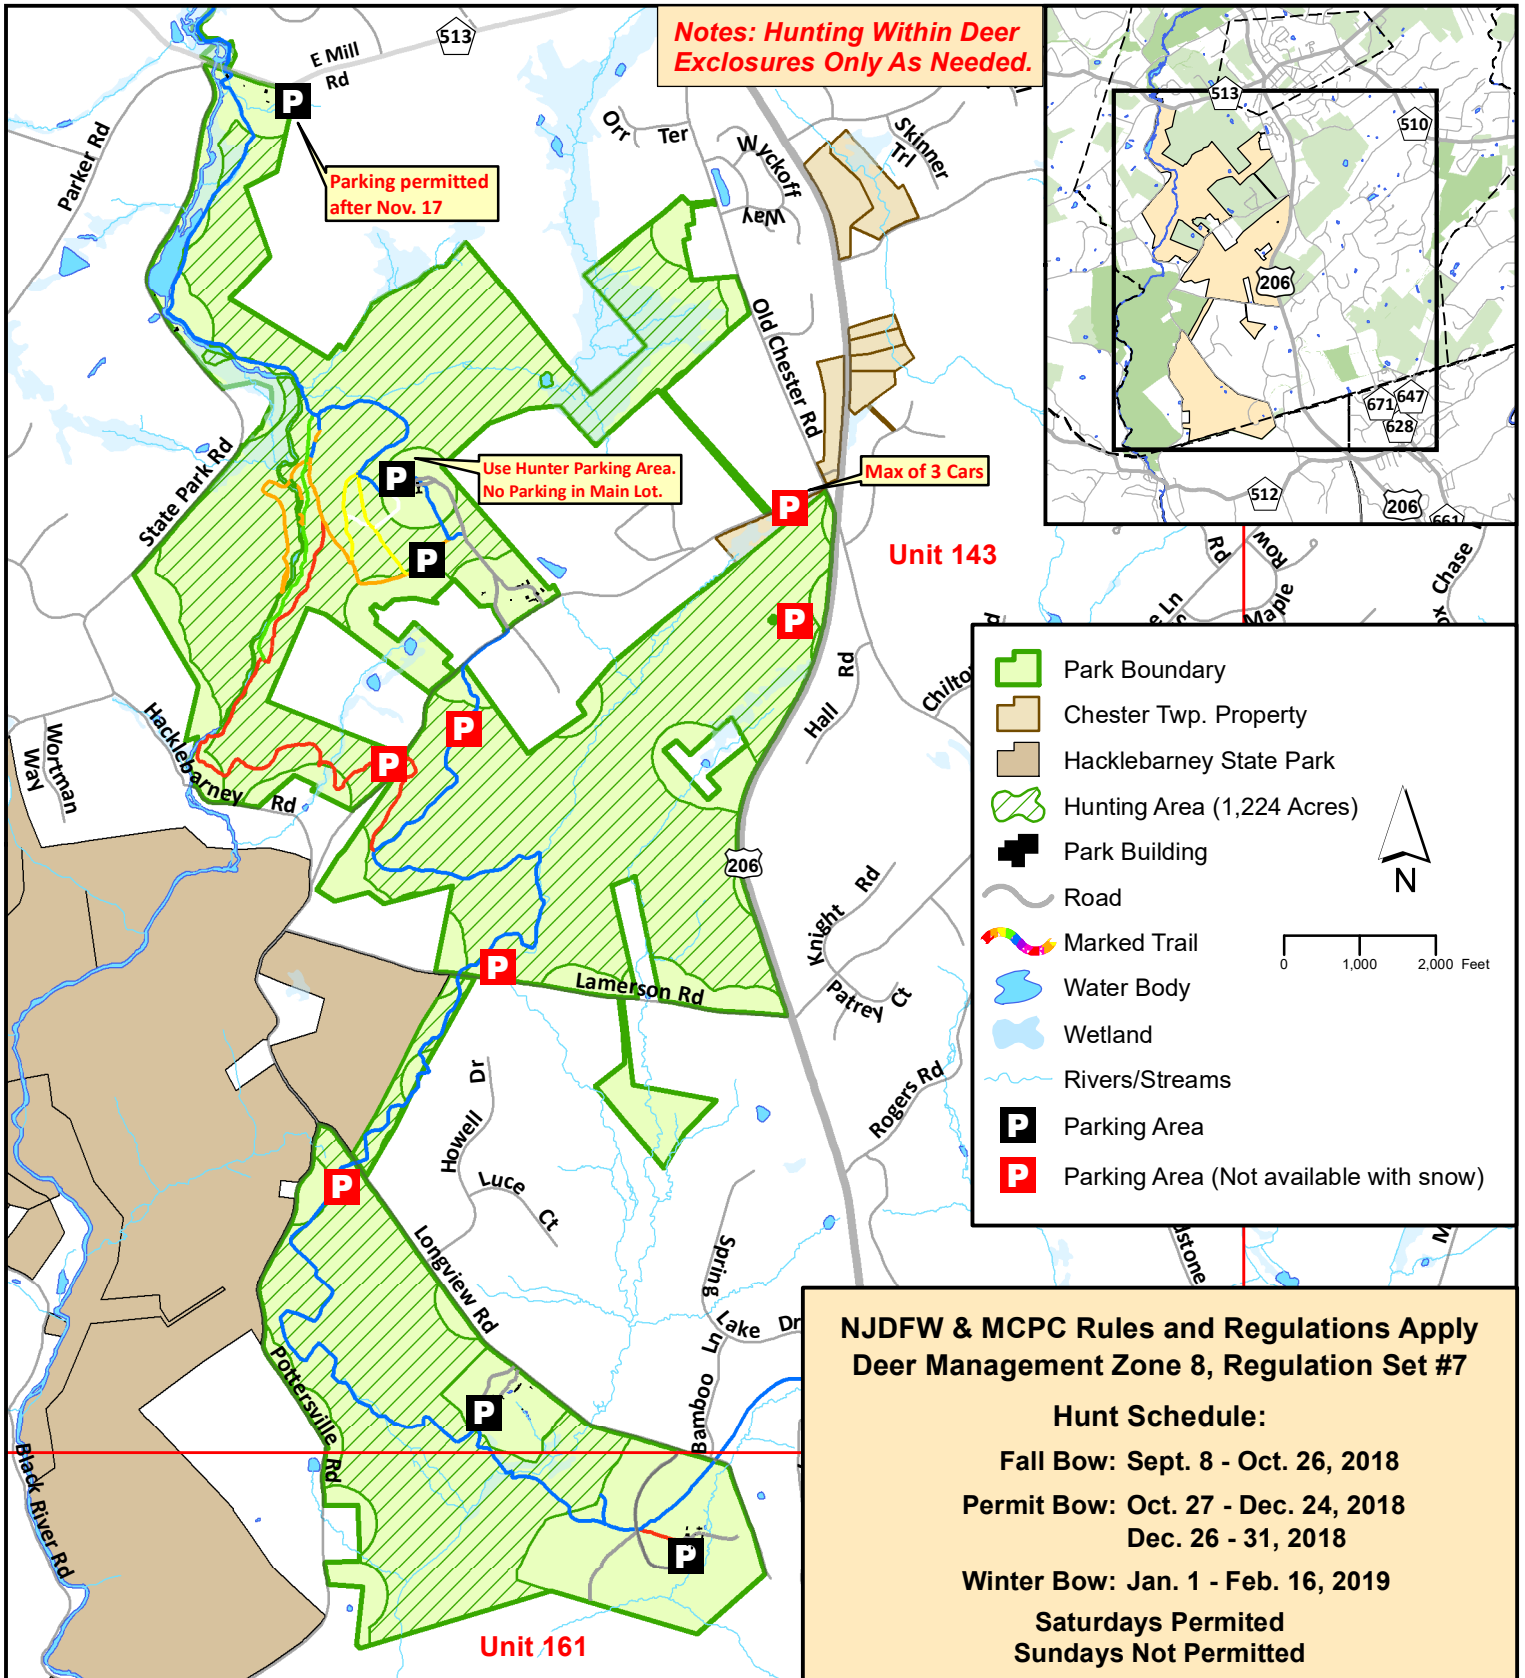 Notes: Hunting Within Deer
Exclosures Only As Needed.
513
E Mill
Rd
Parker Rd
Parking permitted
after Nov. 17
Orr
Ter
Wyckoff
Way
Skinner
Trl
513
510
206
671
647
628
512
206
661
Old Chester Rd
State Park Rd
Use Hunter Parking Area.
No Parking in Main Lot.
Max of 3 Cars
Unit 143
Rd
Row
Maple
e Ln
Chase
Hall
Rd
Chilto
Wortman
Way
Hacklebarney
Rd
206
Knight
Rd
Patrey
Ct
Lamerson Rd
Rogers Rd
Howell
Dr
Luce
Ct
Longview Rd
Spring
Lake
Dr
Bamboo
Ln
dstone
M
Pottersville
Rd
Black River Rd
Unit 161
P
P
P
P
P
P
P
P
P
P
P
Park Boundary
Chester Twp. Property
Hacklebarney State Park
Hunting Area (1,224 Acres)
Park Building
Road
Marked Trail
Water Body
Wetland
Rivers/Streams
P Parking Area
P Parking Area (Not available with snow)
N
0 1,000 2,000 Feet
NJDFW & MCPC Rules and Regulations Apply
Deer Management Zone 8, Regulation Set #7
Hunt Schedule:
Fall Bow: Sept. 8 - Oct. 26, 2018
Permit Bow: Oct. 27 - Dec. 24, 2018
Dec. 26 - 31, 2018
Winter Bow: Jan. 1 - Feb. 16, 2019
Saturdays Permited
Sundays Not Permitted